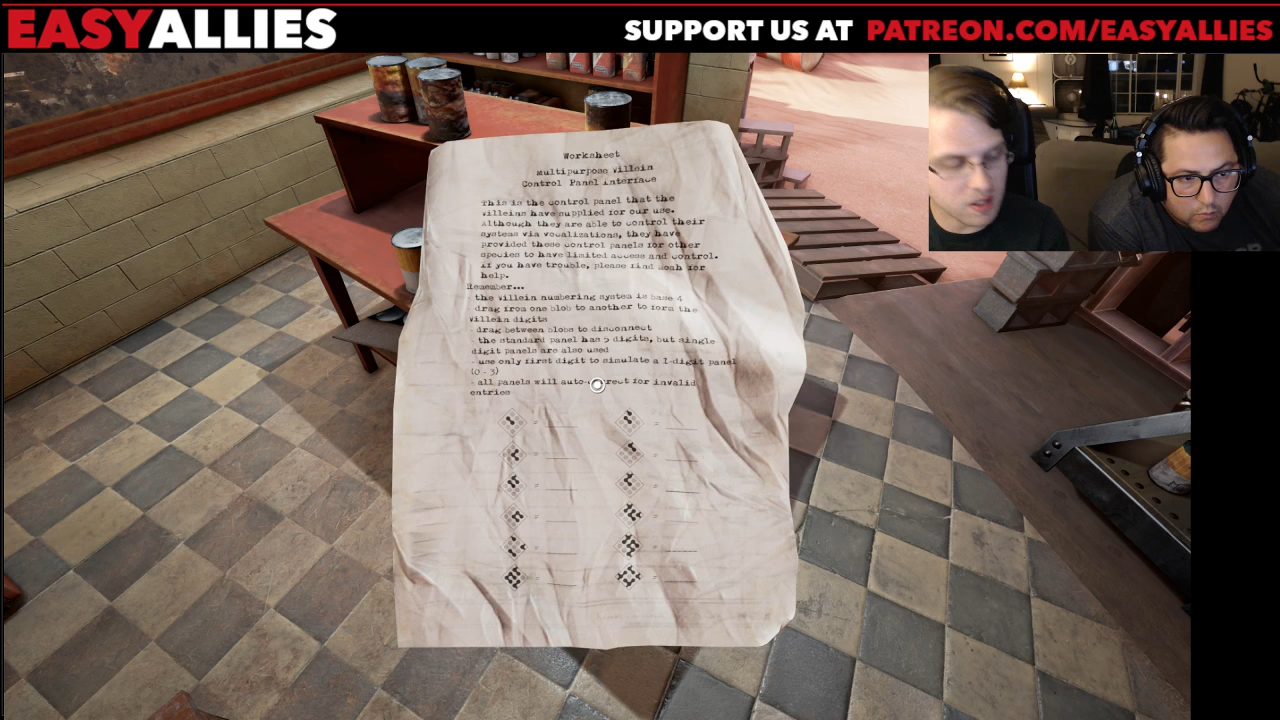 EASYALLIES
SUPPORT US AT PATREON.COM/EASYALLIES
Worksheet
Multipurpose Villein
Control Panel Interface
This is the control panel that the
villeins have supplied for our use.
Although they are able to control their
systems via vocalizations, they have
provided these control panels for other
species to have limited access and control.
If you have trouble, please find Noah for
help.
Remember...
- the villein numbering system is base 4
- drag from one blob to another to form the
villein digits
- drag between blobs to disconnect
- the standard panel has 5 digits, but single
digit panels are also used
- use only first digit to simulate a 1-digit panel
(0 - 3)
- all panels will auto-correct for invalid
entries
= =
= =
= =
= =
= =
= =